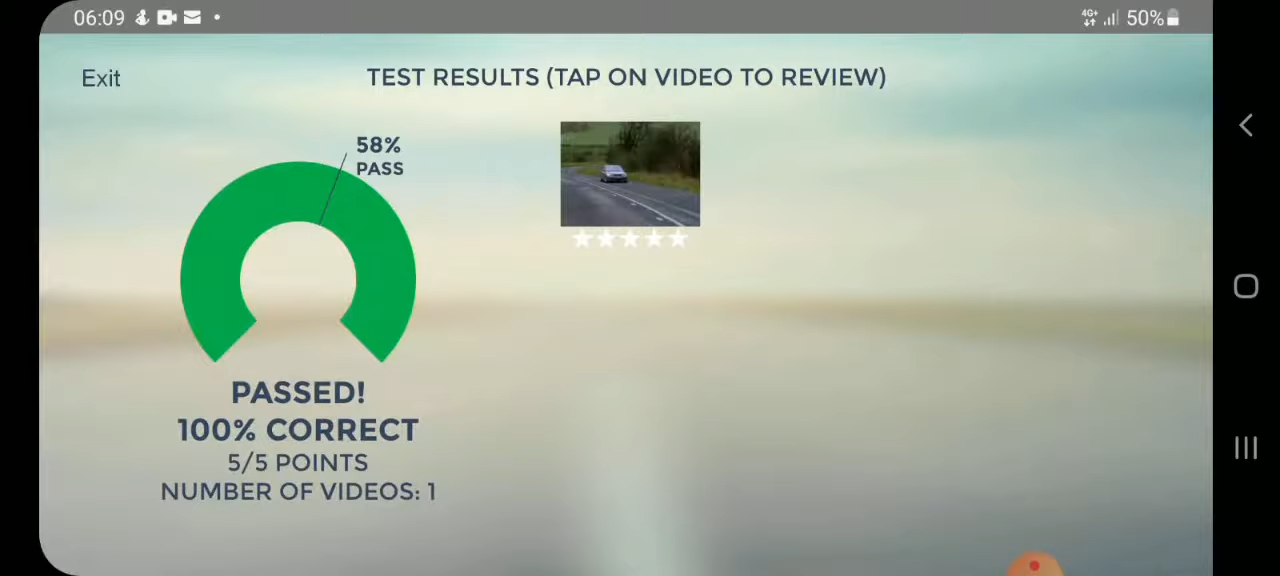 06:09
4G+ 50%
Exit
TEST RESULTS (TAP ON VIDEO TO REVIEW)
58%
PASS
PASSED!
100% CORRECT
5/5 POINTS
NUMBER OF VIDEOS: 1